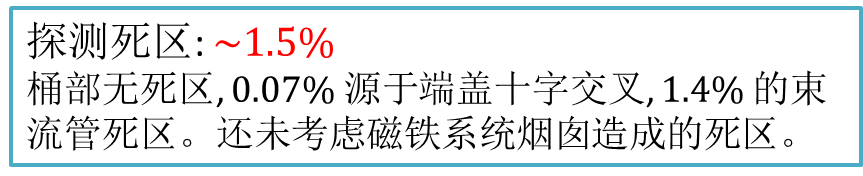 探测死区: ~1.5%
桶部无死区, 0.07% 源于端盖十字交叉, 1.4% 的束
流管死区。还未考虑磁铁系统烟囱造成的死区。